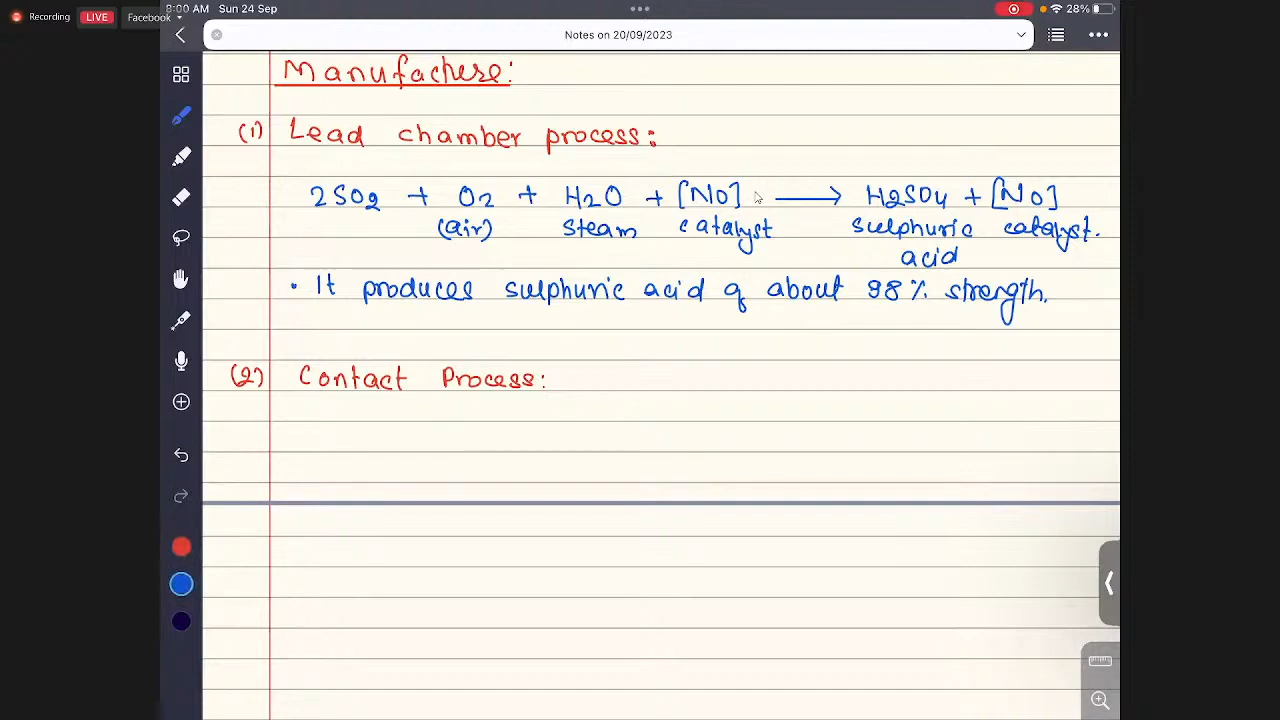 Recording LIVE Facebook
8:00 AM Sun 24 Sep 28%
Notes on 20/09/2023
Manufacture:
(1) Lead chamber process:
2SO2 + O2 + H2O + [NO] → H2SO4 + [NO]
(air) steam catalyst sulphuric catalyst.
acid
• It produces sulphuric acid of about 98% strength.
(2) Contact Process: